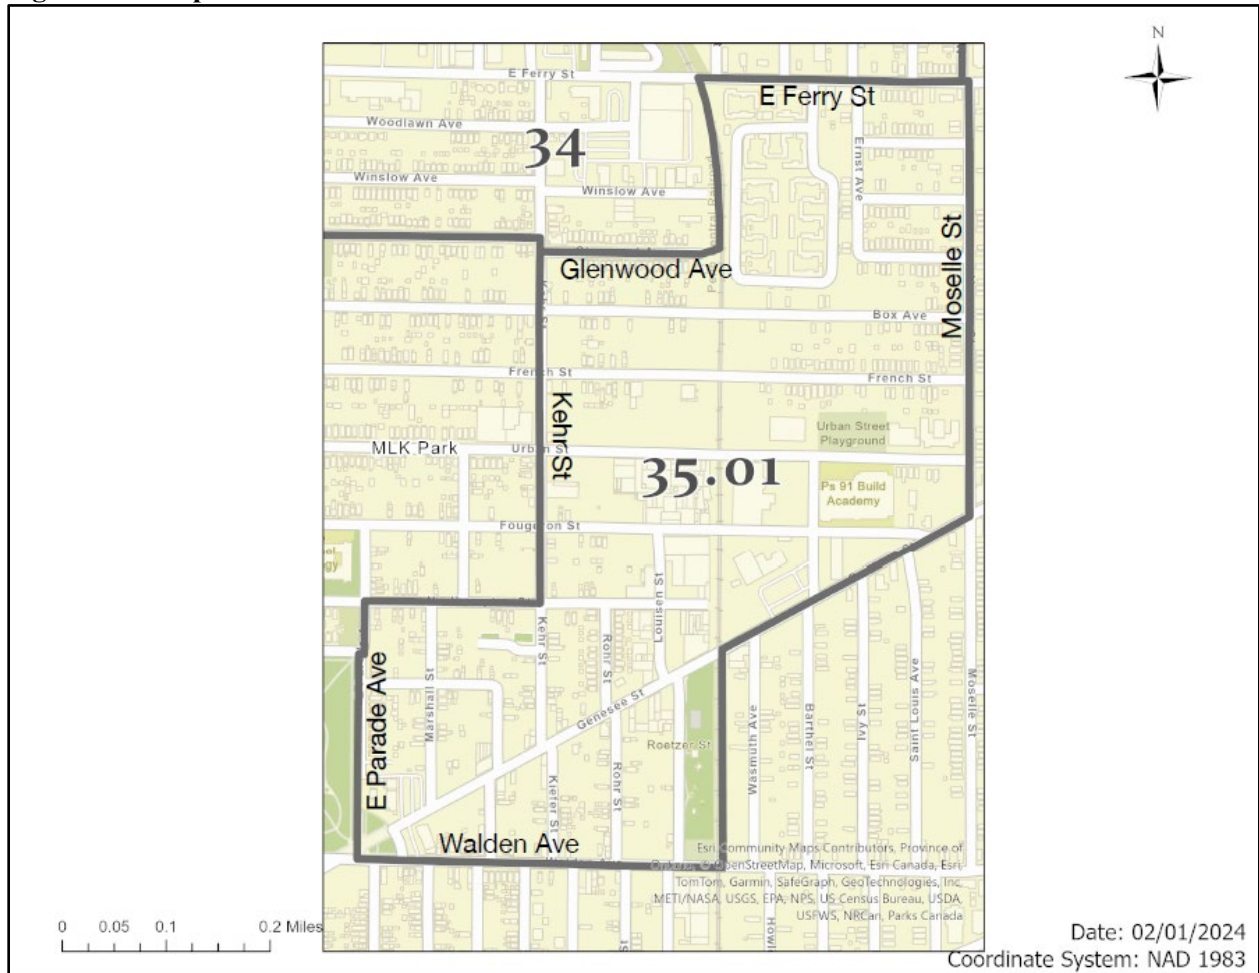 N
E Ferry St
E Ferry St
Woodlawn Ave
34
Ernst Ave
Winslow Ave
Winslow Ave
Moselle St
Glenwood Ave
Box Ave
French St
French St
Kehr St
Urban Street
Playground
MLK Park
Urban St
35.01
Ps 91 Build
Academy
Fougeron St
Louisen St
Kehr St
Rohr St
E Parade Ave
Marshall St
Genesee St
Moselle St
Saint Louis Ave
Ivy St
Barthel St
Wasmuth Ave
Roetzer St
Rohr St
Kiefer St
Walden Ave
Esri Community Maps Contributors, Province of
Ontario, © OpenStreetMap, Microsoft, Esri Canada, Esri,
TomTom, Garmin, SafeGraph, GeoTechnologies, Inc,
METI/NASA, USGS, EPA, NPS, US Census Bureau, USDA,
USFWS, NRCan, Parks Canada
0 0.05 0.1 0.2 Miles
Date: 02/01/2024
Coordinate System: NAD 1983